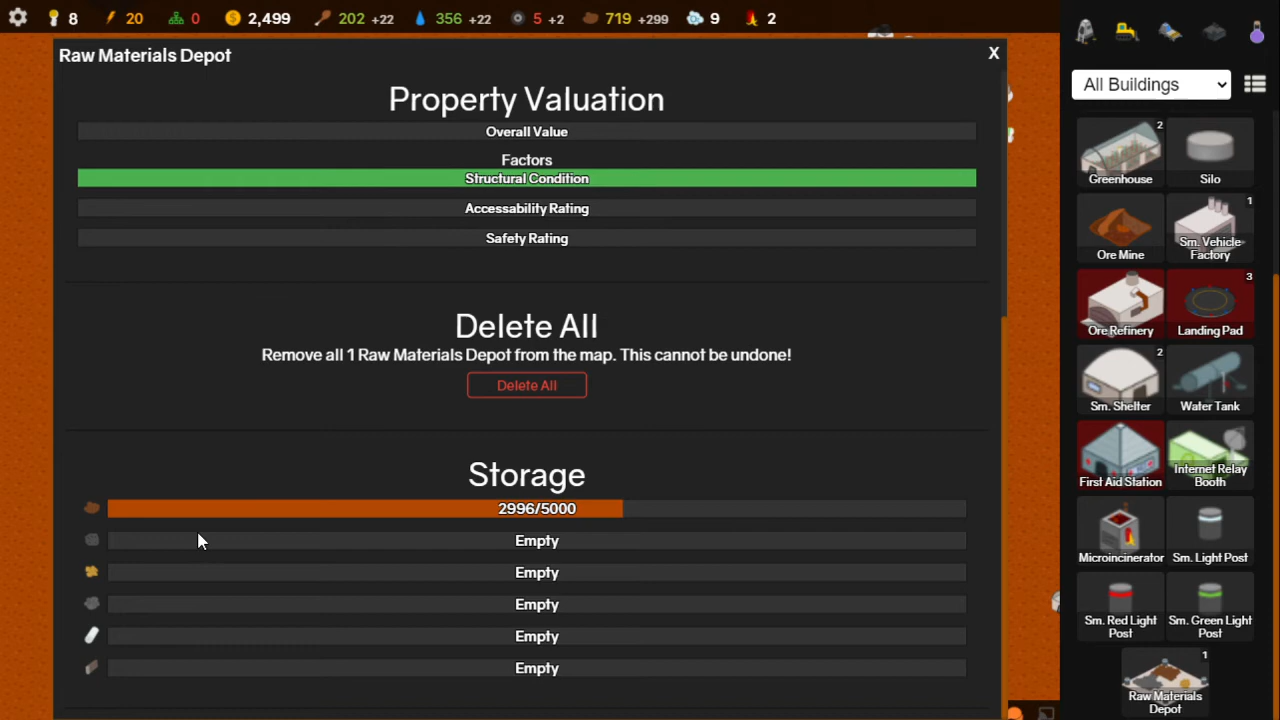 8 20 0 2,499 202 +22 356 +22 5 +2 719 +299 9 2
Raw Materials Depot X
Property Valuation
Overall Value
Factors
Structural Condition
Accessability Rating
Safety Rating
Delete All
Remove all 1 Raw Materials Depot from the map. This cannot be undone!
Delete All
Storage
2996/5000
Empty
Empty
Empty
Empty
Empty
All Buildings
2
Greenhouse
Silo
Ore Mine
1
Sm. Vehicle
Factory
Ore Refinery
3
Landing Pad
2
Sm. Shelter
Water Tank
First Aid Station
Internet Relay
Booth
Microincinerator
Sm. Light Post
Sm. Red Light
Post
Sm. Green Light
Post
1
Raw Materials
Depot